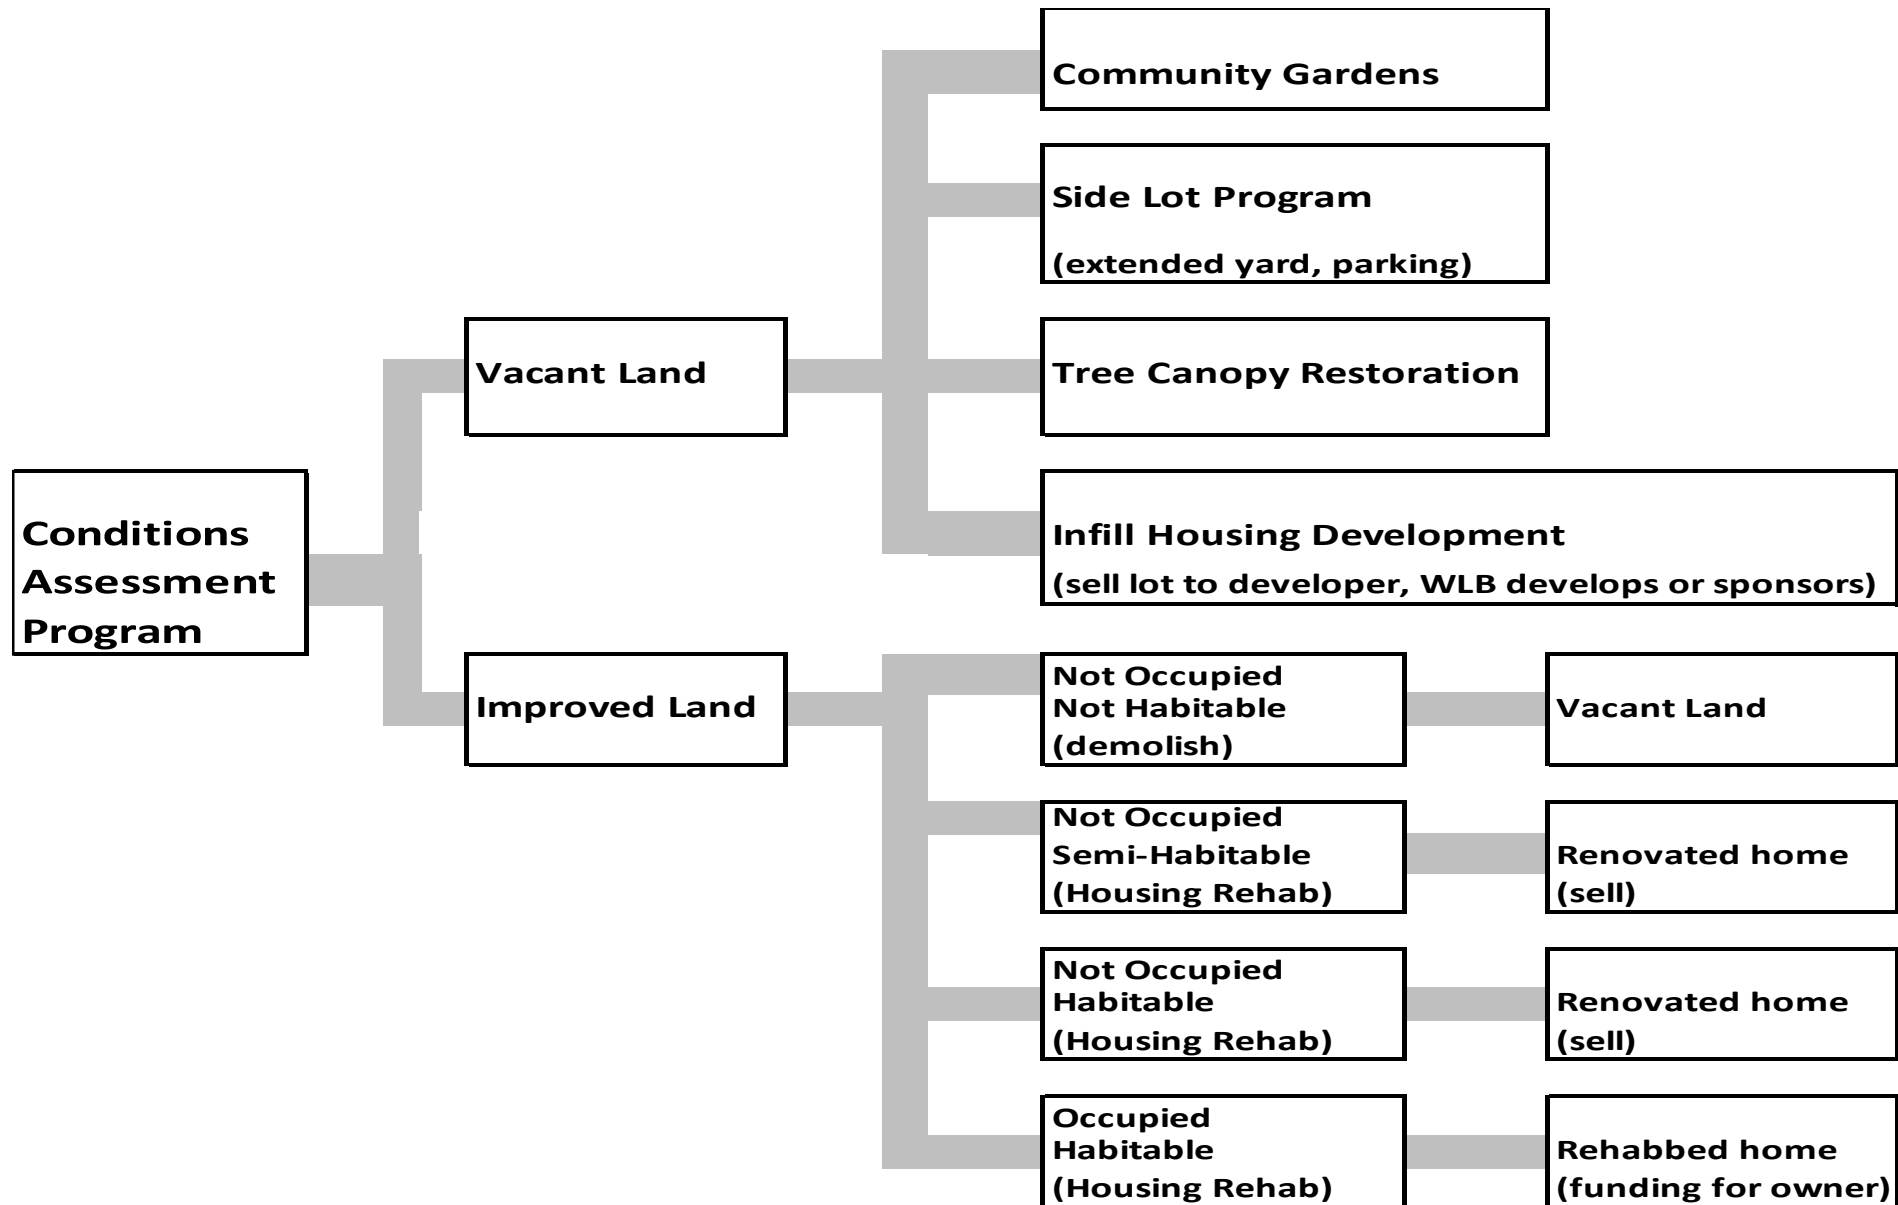 Community Gardens
Side Lot Program
(extended yard, parking)
Vacant Land
Tree Canopy Restoration
Conditions
Assessment
Program
Infill Housing Development
(sell lot to developer, WLB develops or sponsors)
Improved Land
Not Occupied
Not Habitable
(demolish)
Vacant Land
Not Occupied
Semi-Habitable
(Housing Rehab)
Renovated home
(sell)
Not Occupied
Habitable
(Housing Rehab)
Renovated home
(sell)
Occupied
Habitable
(Housing Rehab)
Rehabbed home
(funding for owner)